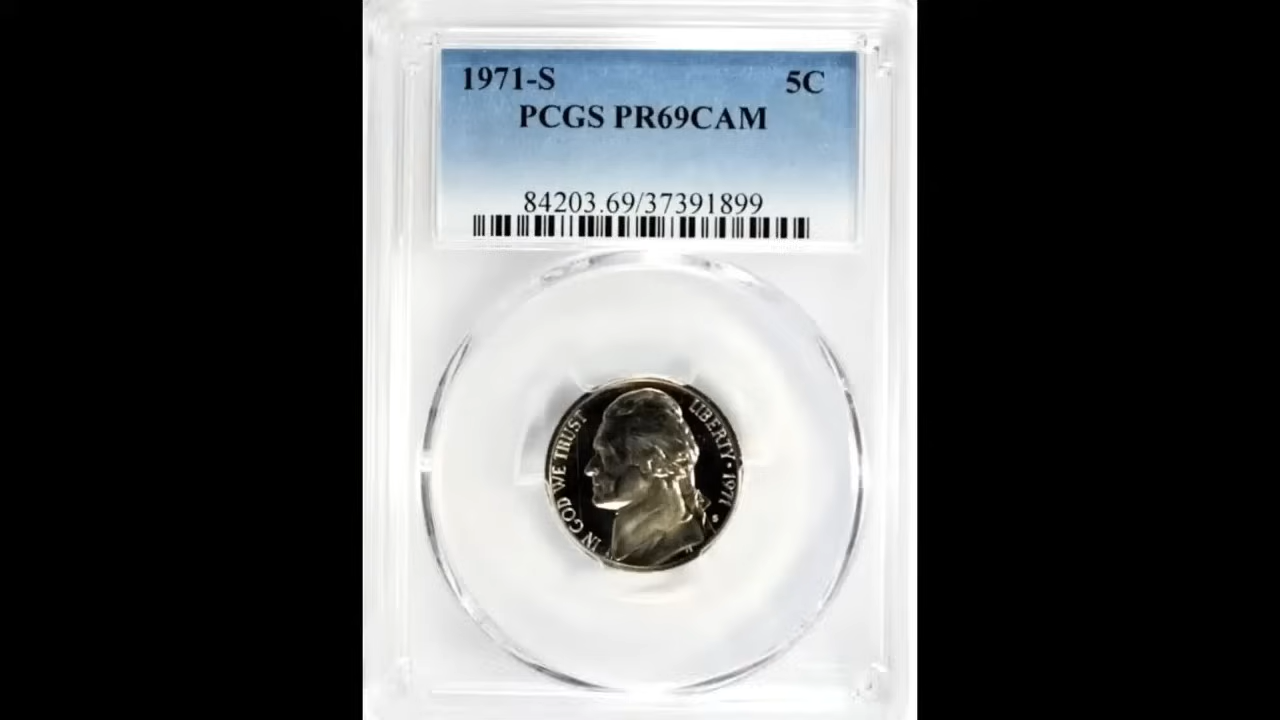 1971-S 5C
PCGS PR69CAM
84203.69/37391899
IN GOD WE TRUST
LIBERTY • 1971